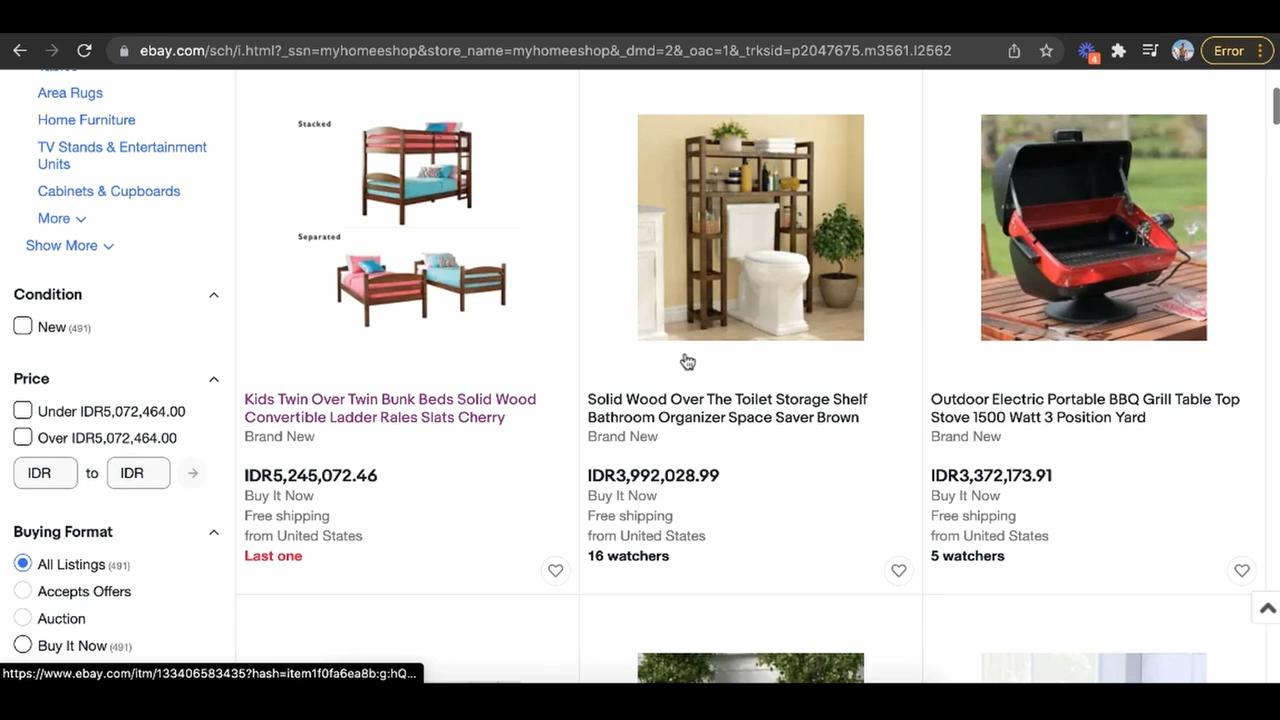 ebay.com/sch/i.html?_ssn=myhomeeshop&store_name=myhomeeshop&_dmd=2&_oac=1&_trksid=p2047675.m3561.l2562
4
Error
Area Rugs
Home Furniture
TV Stands & Entertainment
Units
Cabinets & Cupboards
More
Show More
Condition
New (491)
Price
Under IDR5,072,464.00
Over IDR5,072,464.00
IDR
to
IDR
Buying Format
All Listings (491)
Accepts Offers
Auction
Buy It Now (491)
https://www.ebay.com/itm/133406583435?hash=item1f0fa6ea8b:g:hQ...
Stacked
Separated
Kids Twin Over Twin Bunk Beds Solid Wood
Convertible Ladder Rales Slats Cherry
Brand New
IDR5,245,072.46
Buy It Now
Free shipping
from United States
Last one
Solid Wood Over The Toilet Storage Shelf
Bathroom Organizer Space Saver Brown
Brand New
IDR3,992,028.99
Buy It Now
Free shipping
from United States
16 watchers
Outdoor Electric Portable BBQ Grill Table Top
Stove 1500 Watt 3 Position Yard
Brand New
IDR3,372,173.91
Buy It Now
Free shipping
from United States
5 watchers